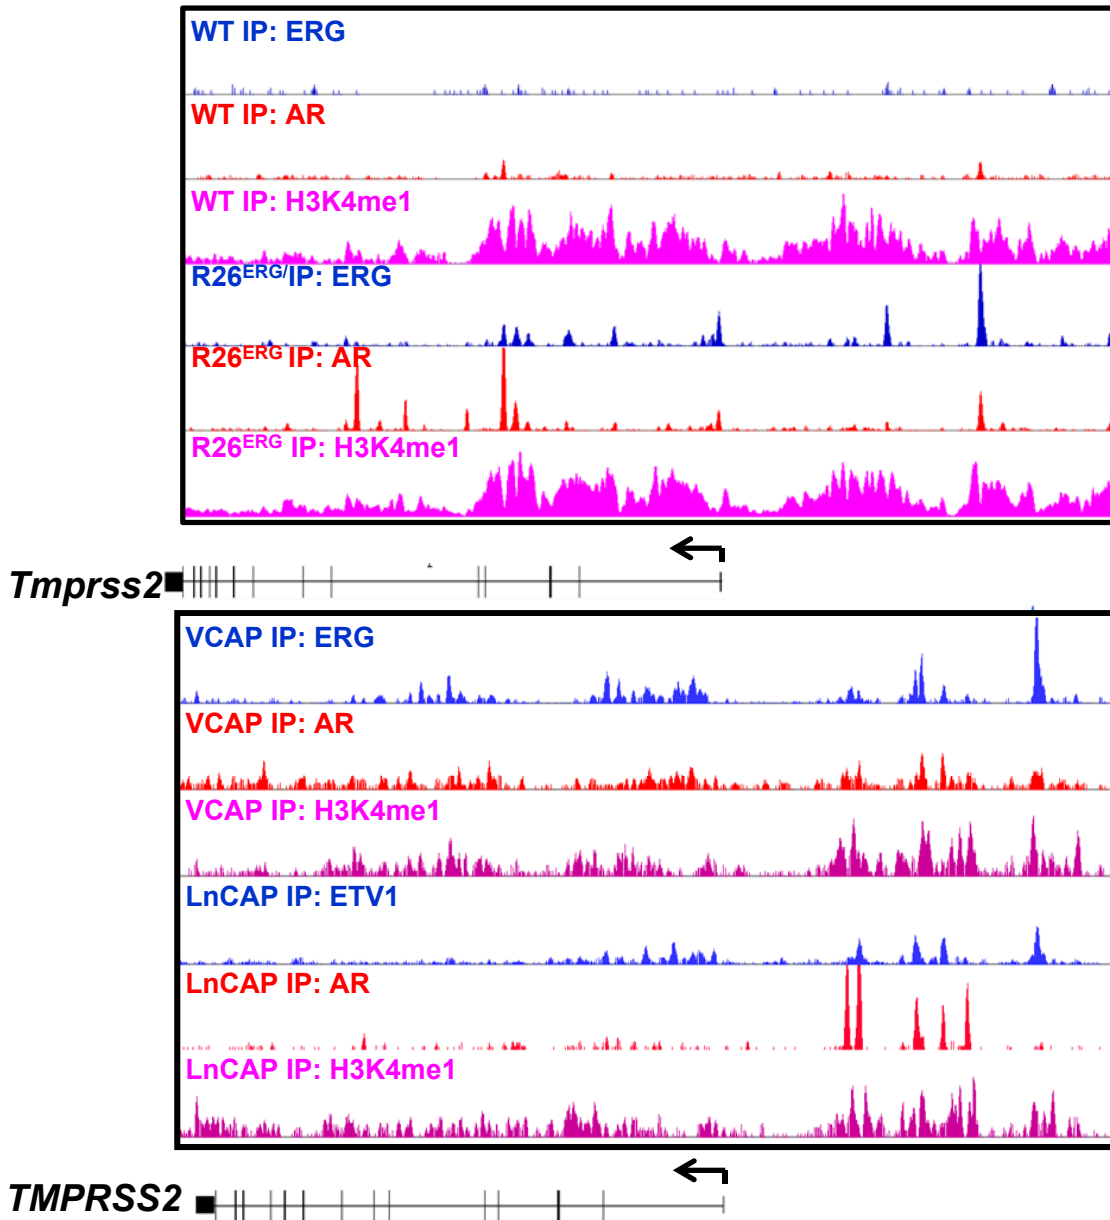 WT IP: ERG
WT IP: AR
WT IP: H3K4me1
R26ERG/IP: ERG
R26ERG IP: AR
R26ERG IP: H3K4me1
Tmprss2
VCAP IP: ERG
VCAP IP: AR
VCAP IP: H3K4me1
LnCAP IP: ETV1
LnCAP IP: AR
LnCAP IP: H3K4me1
TMPRSS2